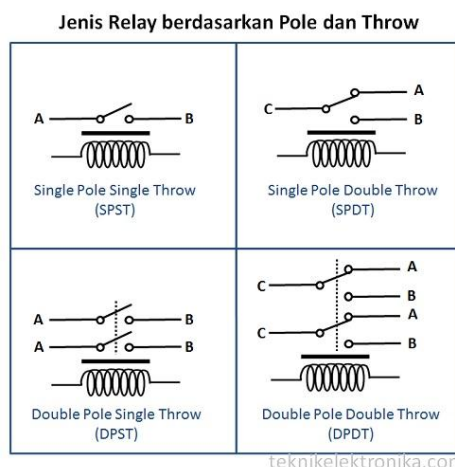 Jenis Relay berdasarkan Pole dan Throw
A B
Single Pole Single Throw
(SPST)
A
C
B
Single Pole Double Throw
(SPDT)
A B
A B
Double Pole Single Throw
(DPST)
A
C
B
A
C
B
Double Pole Double Throw
(DPDT)
teknikelektronika.com